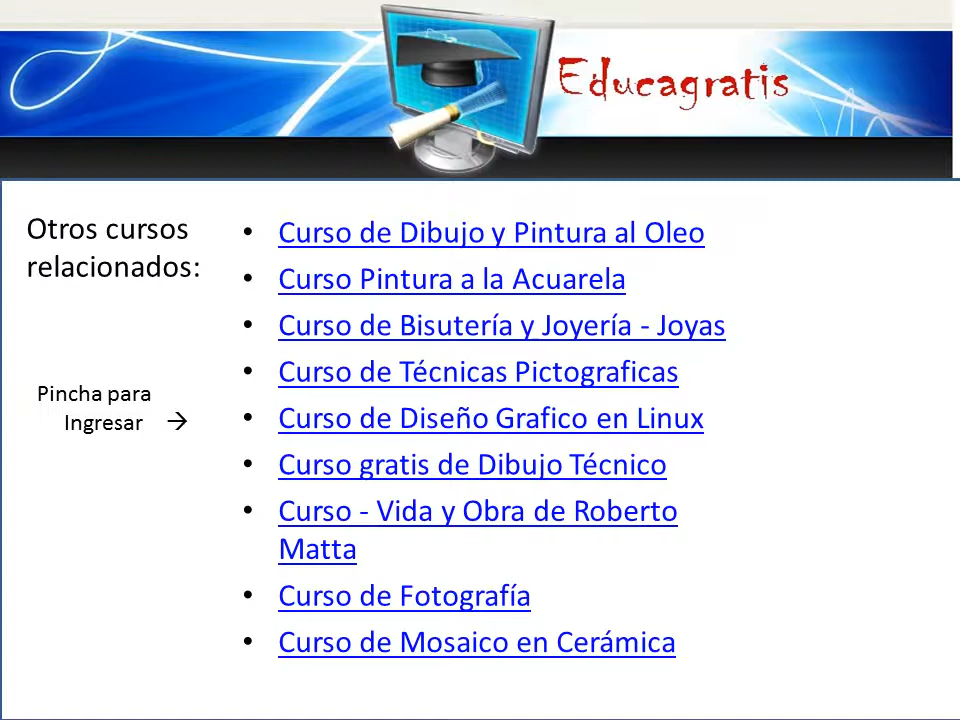 Educagratis
Otros cursos
relacionados:
Pincha para
Ingresar →
• Curso de Dibujo y Pintura al Oleo
• Curso Pintura a la Acuarela
• Curso de Bisutería y Joyería - Joyas
• Curso de Técnicas Pictograficas
• Curso de Diseño Grafico en Linux
• Curso gratis de Dibujo Técnico
• Curso - Vida y Obra de Roberto
Matta
• Curso de Fotografía
• Curso de Mosaico en Cerámica